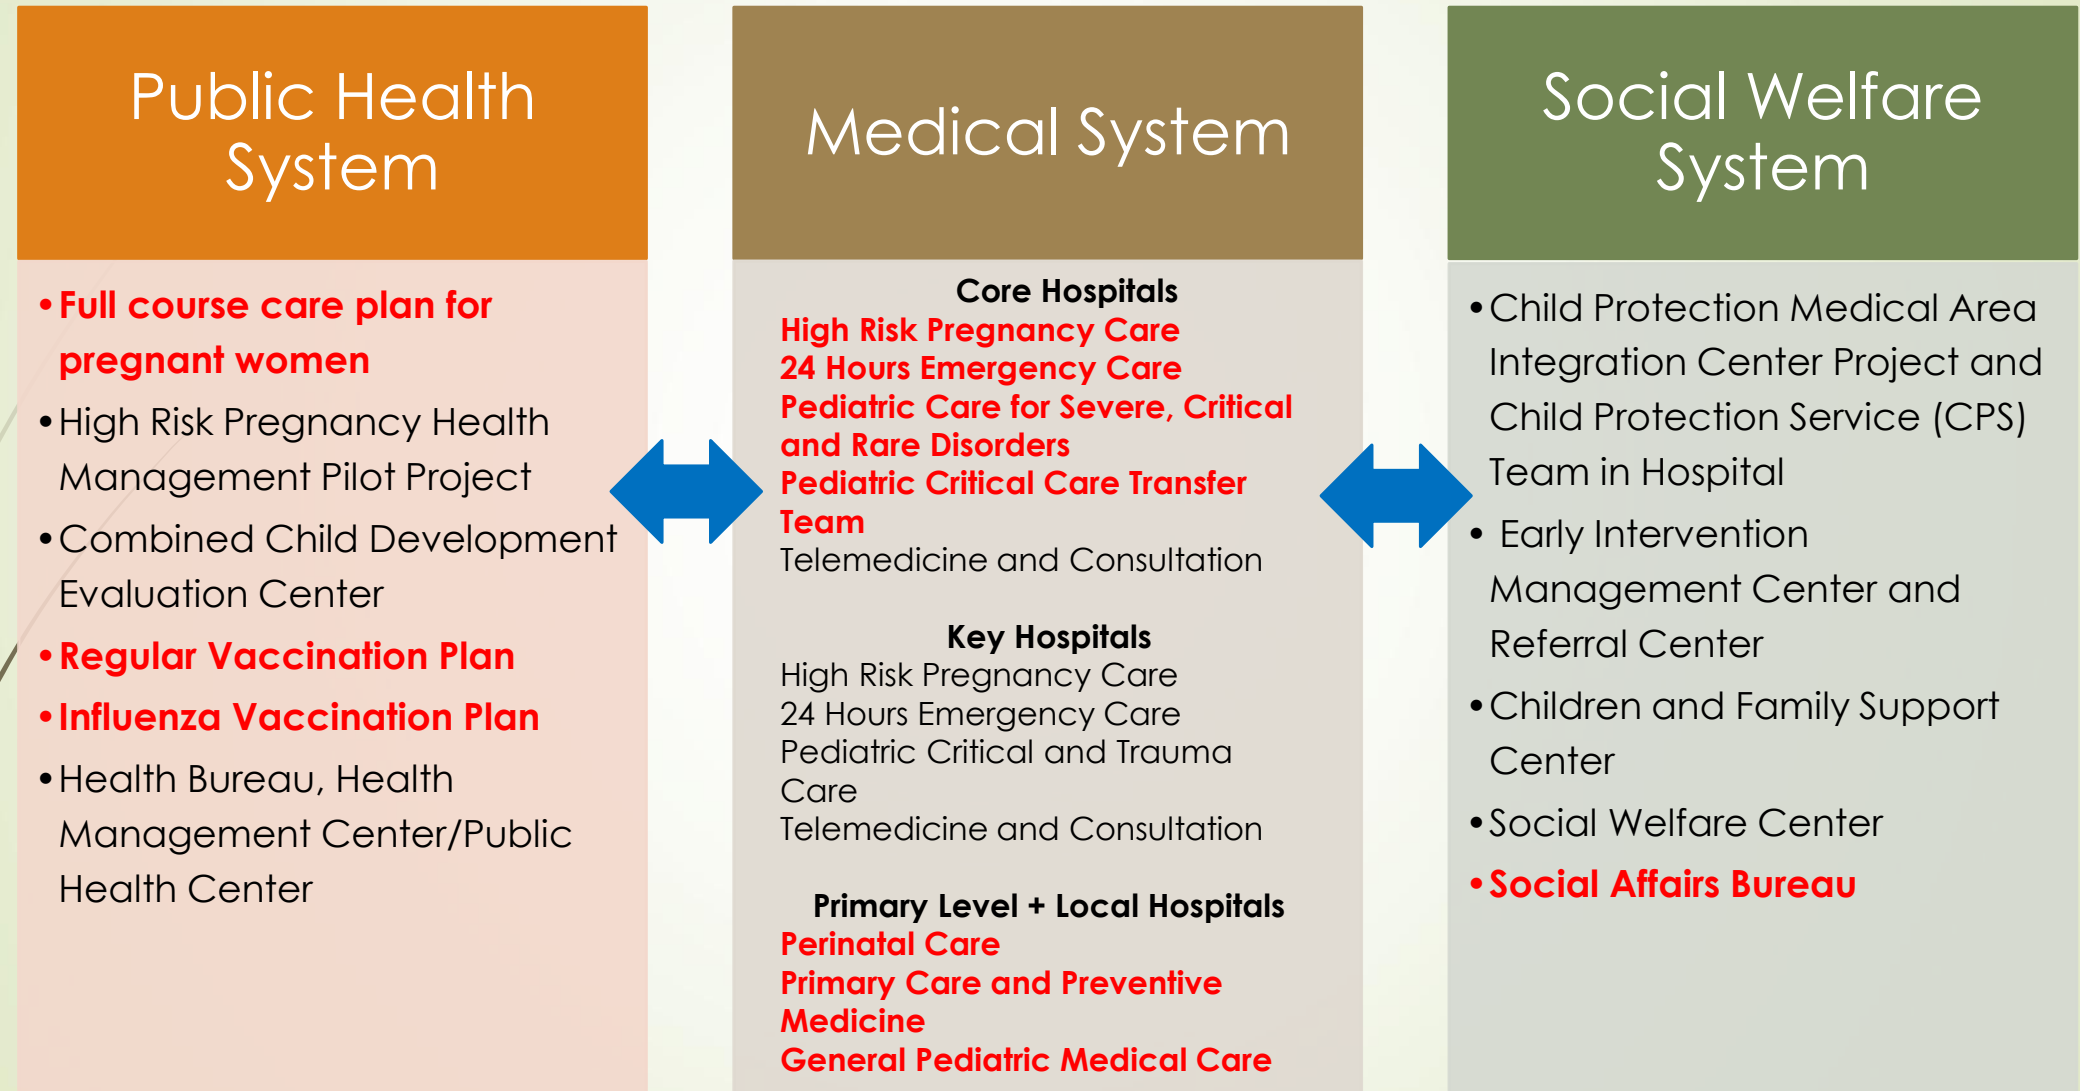 Public Health
System
•Full course care plan for
pregnant women
•High Risk Pregnancy Health
Management Pilot Project
•Combined Child Development
Evaluation Center
•Regular Vaccination Plan
•Influenza Vaccination Plan
•Health Bureau, Health
Management Center/Public
Health Center
Medical System
Core Hospitals
High Risk Pregnancy Care
24 Hours Emergency Care
Pediatric Care for Severe, Critical
and Rare Disorders
Pediatric Critical Care Transfer
Team
Telemedicine and Consultation
Key Hospitals
High Risk Pregnancy Care
24 Hours Emergency Care
Pediatric Critical and Trauma
Care
Telemedicine and Consultation
Primary Level + Local Hospitals
Perinatal Care
Primary Care and Preventive
Medicine
General Pediatric Medical Care
Social Welfare
System
•Child Protection Medical Area
Integration Center Project and
Child Protection Service (CPS)
Team in Hospital
• Early Intervention
Management Center and
Referral Center
•Children and Family Support
Center
•Social Welfare Center
•Social Affairs Bureau